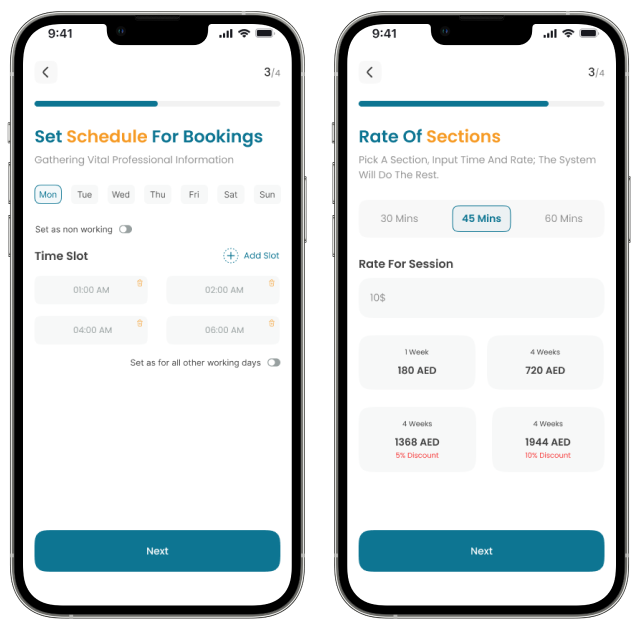 9:41
3/4
Set Schedule For Bookings
Gathering Vital Professional Information
Mon Tue Wed Thu Fri Sat Sun
Set as non working
Time Slot
Add Slot
01:00 AM
02:00 AM
04:00 AM
06:00 AM
Set as for all other working days
Next
9:41
3/4
Rate Of Sections
Pick A Section, Input Time And Rate; The System
Will Do The Rest.
30 Mins 45 Mins 60 Mins
Rate For Session
10$
1 Week
180 AED
4 Weeks
720 AED
4 Weeks
1368 AED
5% Discount
4 Weeks
1944 AED
10% Discount
Next